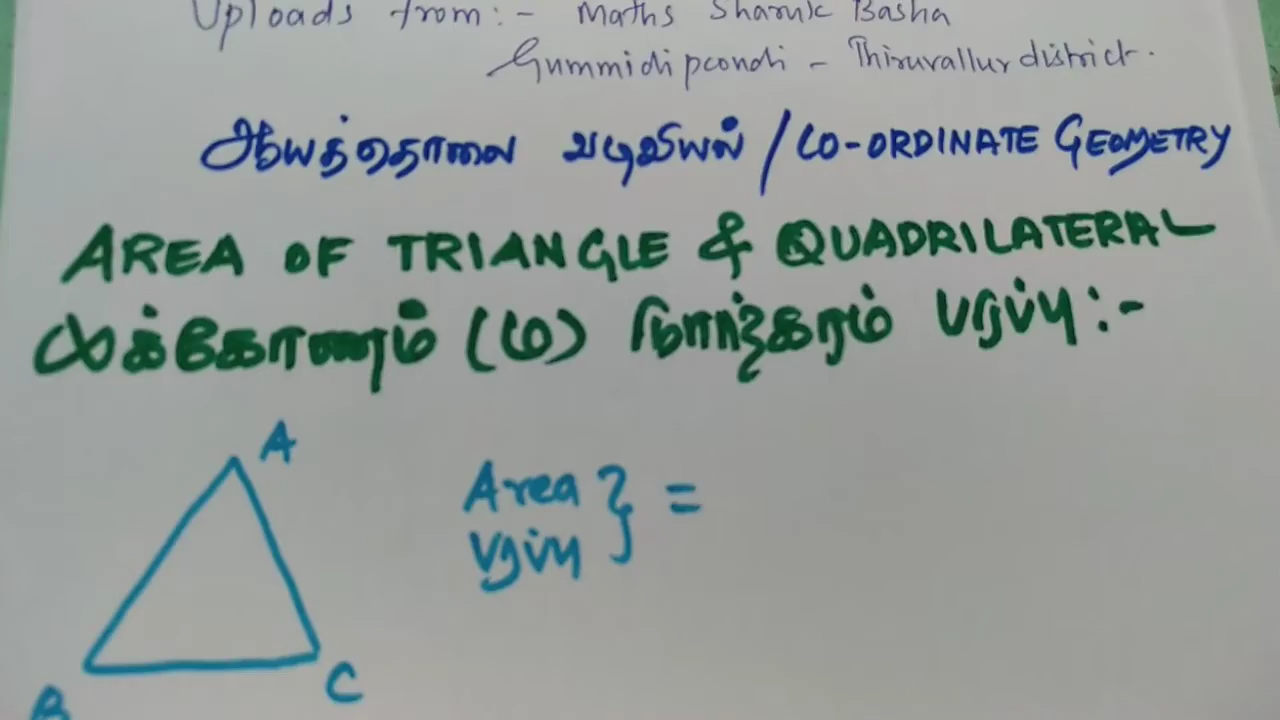 Uploads from:- Maths Sharuk Basha
Gummidipoondi - Thiruvallur district.
ஆயத்தொலை வடிவியல் / CO-ORDINATE GEOMETRY
AREA OF TRIANGLE & QUADRILATERAL
முக்கோணம் (ம) நாற்கரம் பரப்பு:-
A
Area } =
பரப்பு
B
C